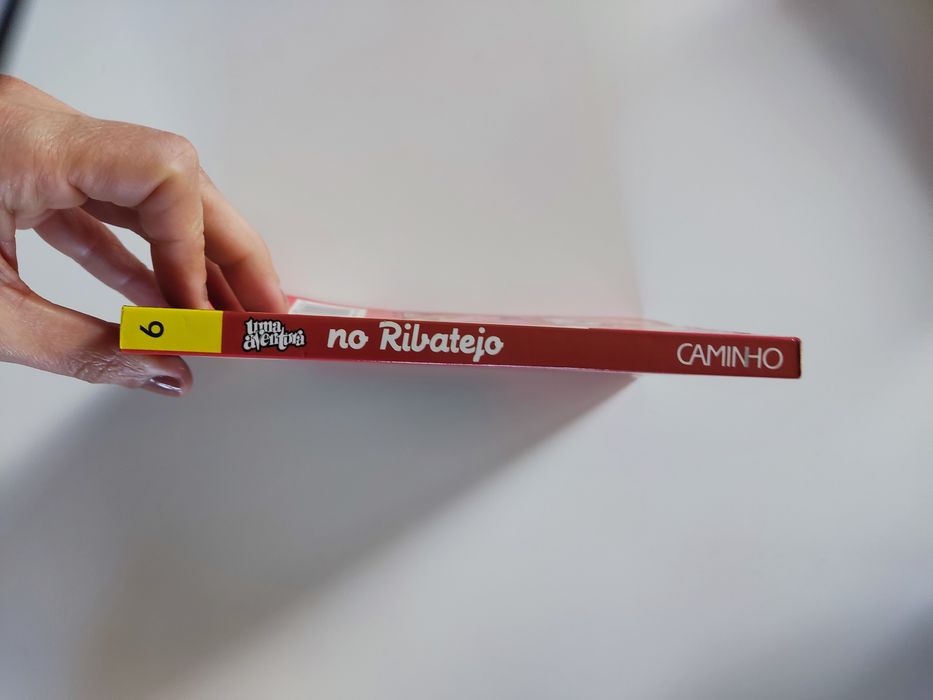 9
uma
aventura
no Ribatejo
CAMINHO